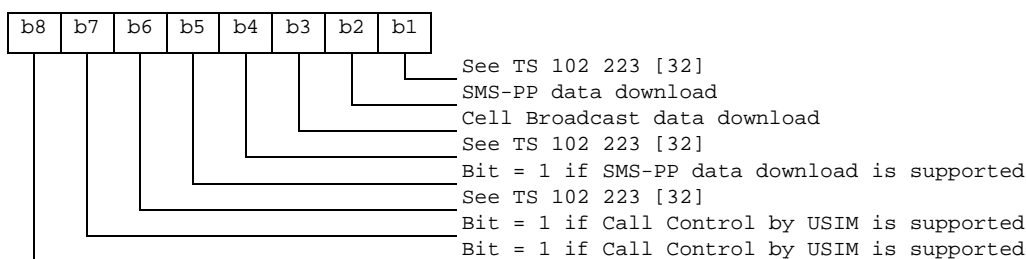 b8 b7 b6 b5 b4 b3 b2 b1
See TS 102 223 [32]
SMS-PP data download
Cell Broadcast data download
See TS 102 223 [32]
Bit = 1 if SMS-PP data download is supported
See TS 102 223 [32]
Bit = 1 if Call Control by USIM is supported
Bit = 1 if Call Control by USIM is supported